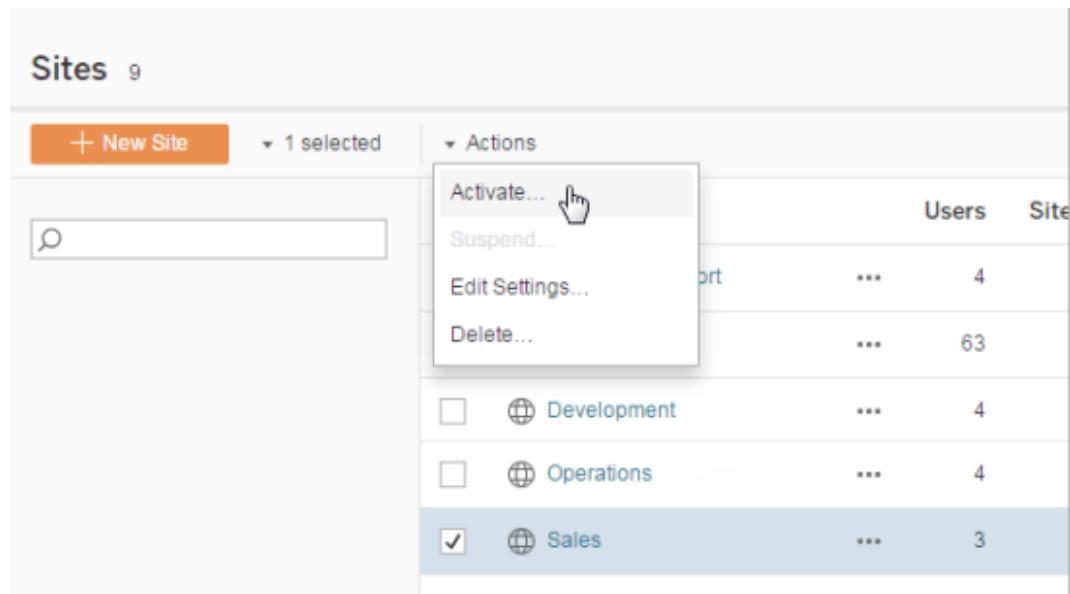 Sites 9
+ New Site 1 selected Actions
Activate...
Users Site
Suspend...
ort ... 4
Edit Settings...
Delete...
... 63
Development ... 4
Operations ... 4
Sales ... 3